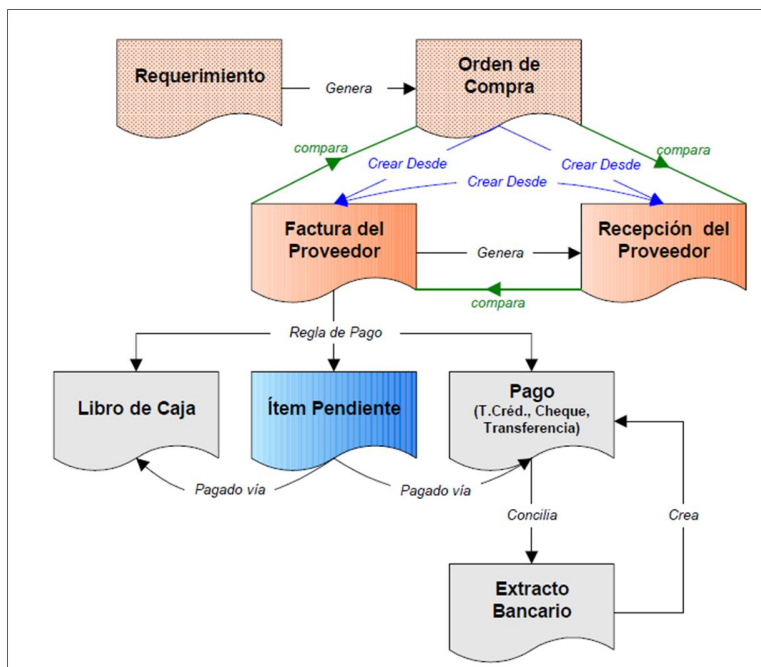 Requerimiento
Genera
Orden de
Compra
compara
Crear Desde
Crear Desde
compara
Crear Desde
Factura del
Proveedor
Genera
Recepción del
Proveedor
compara
Regla de Pago
Libro de Caja
Ítem Pendiente
Pago
(T.Créd., Cheque,
Transferencia)
Pagado vía
Pagado vía
Concilia
Crea
Extracto
Bancario